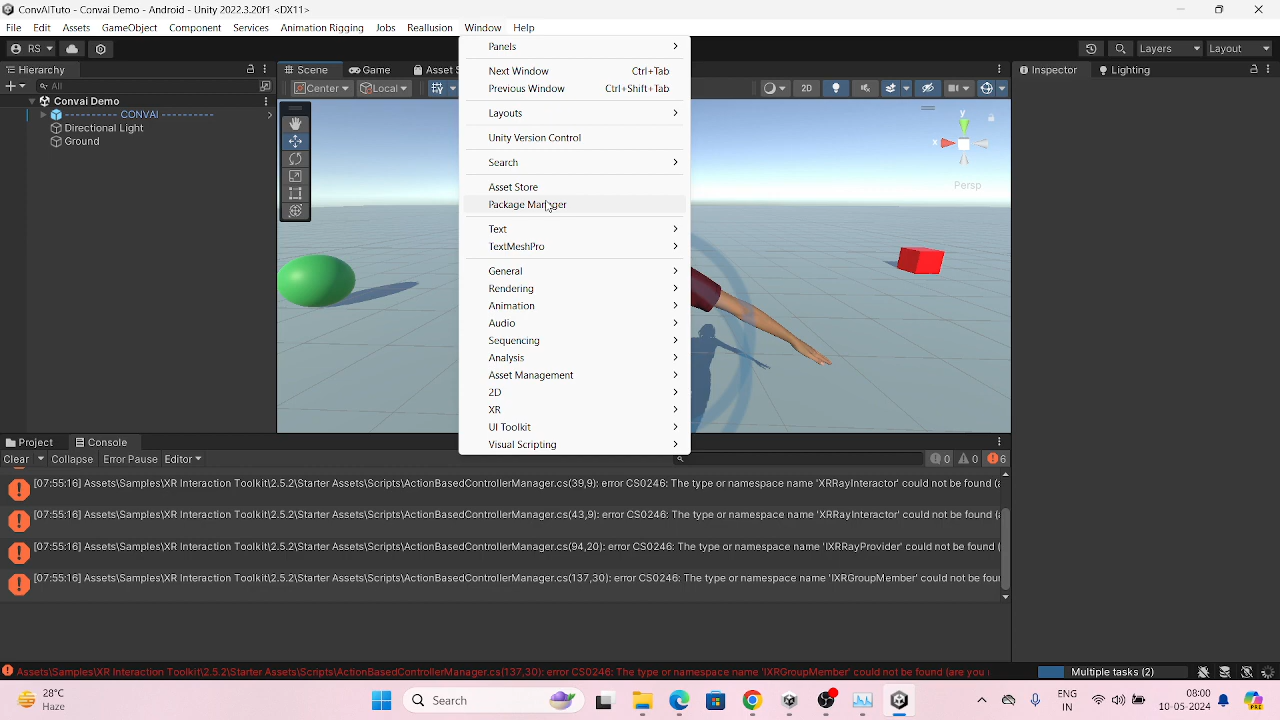 ConvAiTuto - Convai Demo - Android - Unity 2022.3.20f1 <DX11>
File Edit Assets GameObject Component Services Animation Rigging Jobs Reallusion Window Help
RS Layers Layout
Hierarchy Scene Game Asset S Inspector Lighting
All Center Local 2D
Convai Demo
---------- CONVAI ----------
Directional Light
Ground
Panels
Next Window Ctrl+Tab
Previous Window Ctrl+Shift+Tab
Layouts
Unity Version Control
Search
Asset Store
Package Manager
Text
TextMeshPro
General
Rendering
Animation
Audio
Sequencing
Analysis
Asset Management
2D
XR
UI Toolkit
Visual Scripting
y
x
Persp
Project Console
Clear Collapse Error Pause Editor 0 0 6
[07:55:16] Assets\Samples\XR Interaction Toolkit\2.5.2\Starter Assets\Scripts\ActionBasedControllerManager.cs(39,9): error CS0246: The type or namespace name 'XRRayInteractor' could not be found (
[07:55:16] Assets\Samples\XR Interaction Toolkit\2.5.2\Starter Assets\Scripts\ActionBasedControllerManager.cs(43,9): error CS0246: The type or namespace name 'XRRayInteractor' could not be found (
[07:55:16] Assets\Samples\XR Interaction Toolkit\2.5.2\Starter Assets\Scripts\ActionBasedControllerManager.cs(94,20): error CS0246: The type or namespace name 'IXRRayProvider' could not be found (
[07:55:16] Assets\Samples\XR Interaction Toolkit\2.5.2\Starter Assets\Scripts\ActionBasedControllerManager.cs(137,30): error CS0246: The type or namespace name 'IXRGroupMember' could not be fou
Assets\Samples\XR Interaction Toolkit\2.5.2\Starter Assets\Scripts\ActionBasedControllerManager.cs(137,30): error CS0246: The type or namespace name 'IXRGroupMember' could not be found (are you
Multiple tasks (2)
28°C
Haze
Search
ENG
IN
08:00
10-05-2024